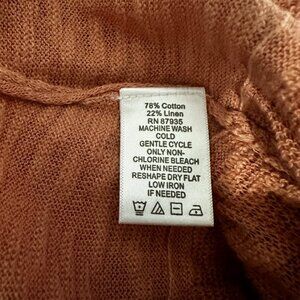 78% Cotton
22% Linen
RN 87935
MACHINE WASH
COLD
GENTLE CYCLE
ONLY NON-
CHLORINE BLEACH
WHEN NEEDED
RESHAPE DRY FLAT
LOW IRON
IF NEEDED